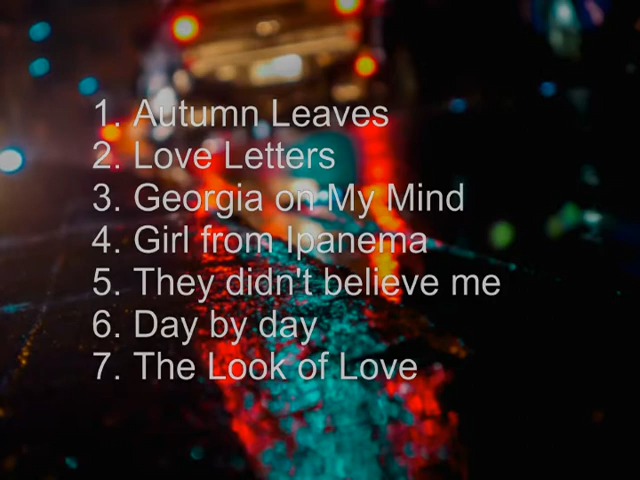 1. Autumn Leaves
2. Love Letters
3. Georgia on My Mind
4. Girl from Ipanema
5. They didn't believe me
6. Day by day
7. The Look of Love